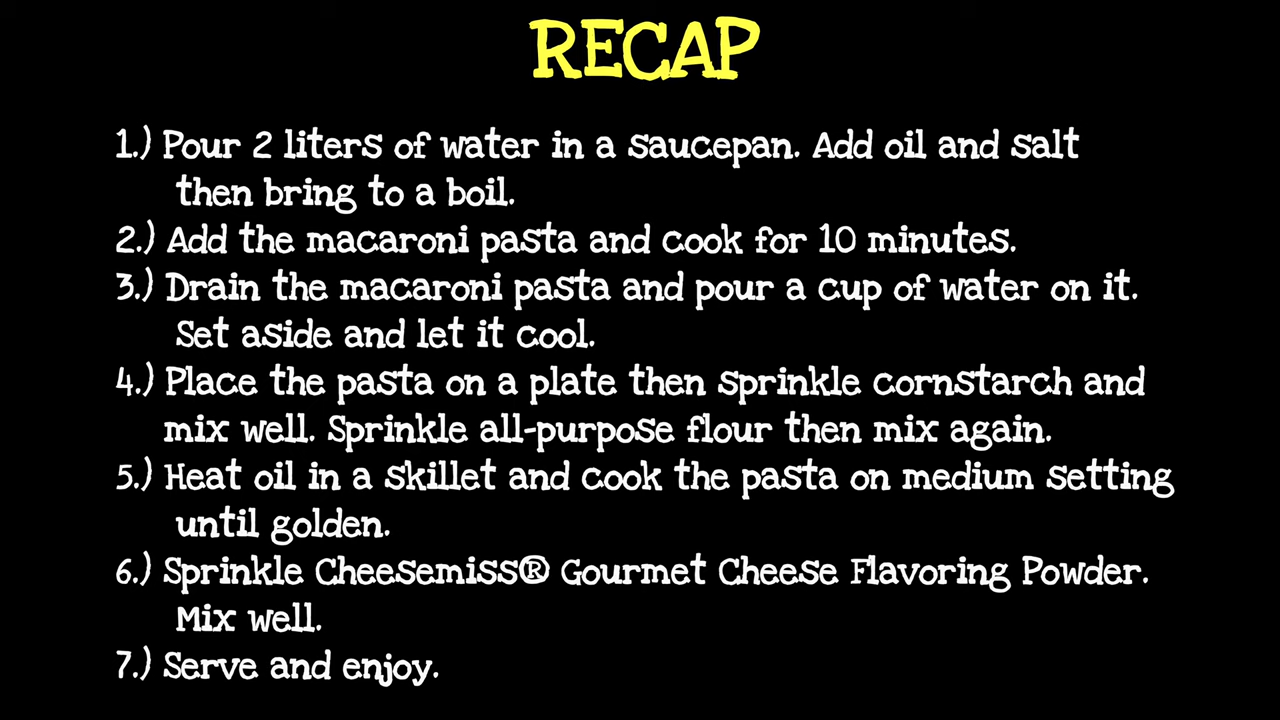 RECAP
1.) Pour 2 liters of water in a saucepan. Add oil and salt
then bring to a boil.
2.) Add the macaroni pasta and cook for 10 minutes.
3.) Drain the macaroni pasta and pour a cup of water on it.
Set aside and let it cool.
4.) Place the pasta on a plate then sprinkle cornstarch and
mix well. Sprinkle all-purpose flour then mix again.
5.) Heat oil in a skillet and cook the pasta on medium setting
until golden.
6.) Sprinkle Cheesemiss® Gourmet Cheese Flavoring Powder.
Mix well.
7.) Serve and enjoy.